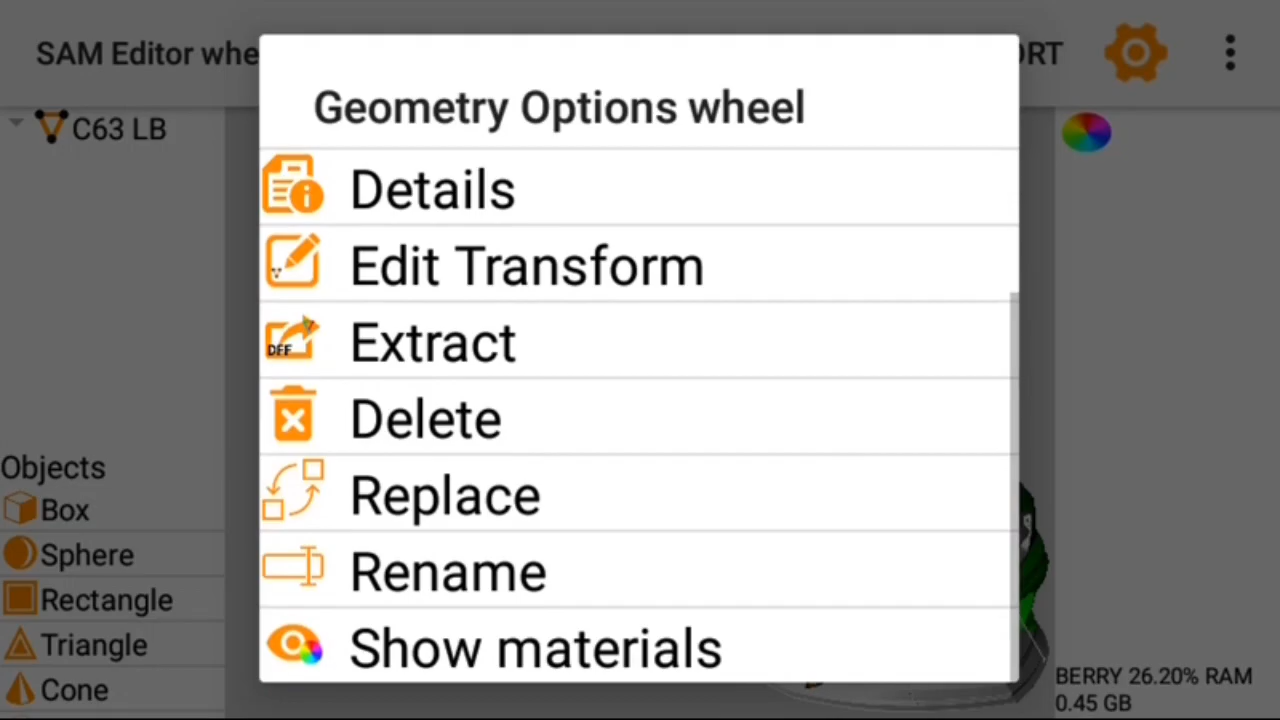 SAM Editor whe
ORT
C63 LB
Geometry Options wheel
Details
Edit Transform
DFF
Extract
Delete
Replace
Rename
Show materials
Objects
Box
Sphere
Rectangle
Triangle
Cone
BERRY 26.20% RAM
0.45 GB